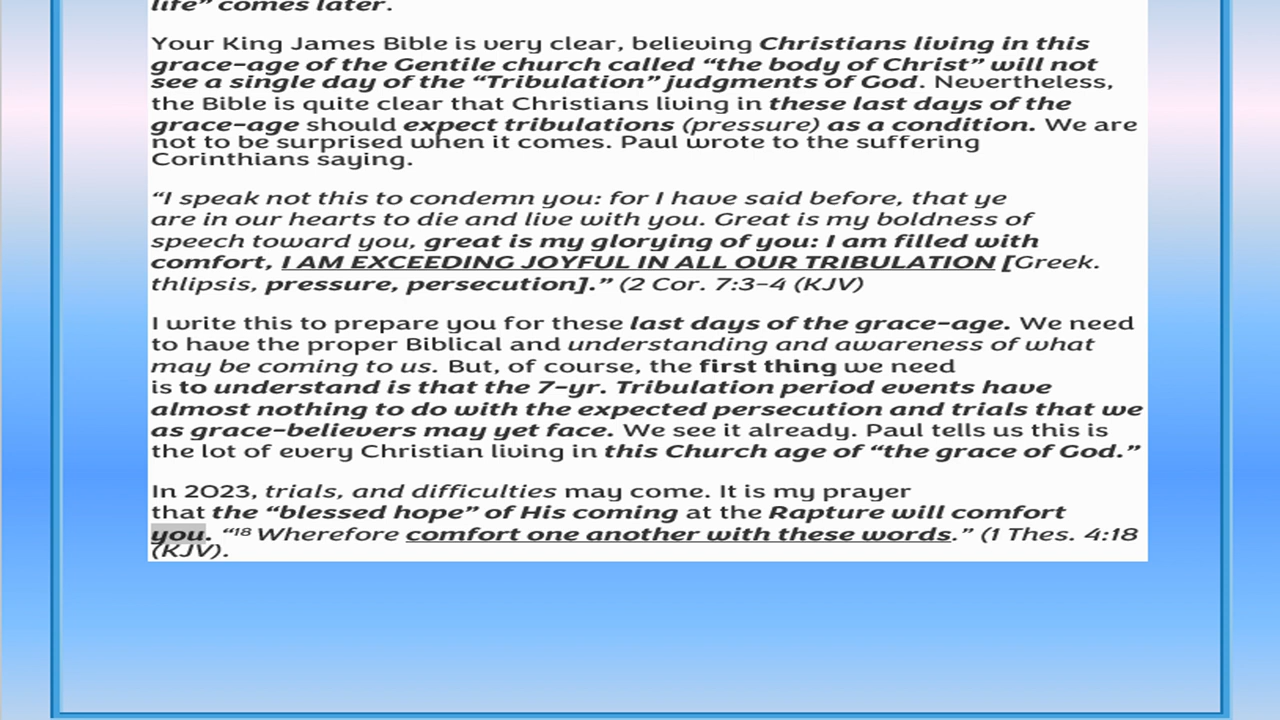 life” comes later.
Your King James Bible is very clear, believing Christians living in this
grace-age of the Gentile church called “the body of Christ” will not
see a single day of the “Tribulation” judgments of God. Nevertheless,
the Bible is quite clear that Christians living in these last days of the
grace-age should expect tribulations (pressure) as a condition. We are
not to be surprised when it comes. Paul wrote to the suffering
Corinthians saying.
“I speak not this to condemn you: for I have said before, that ye
are in our hearts to die and live with you. Great is my boldness of
speech toward you, great is my glorying of you: I am filled with
comfort, I AM EXCEEDING JOYFUL IN ALL OUR TRIBULATION [Greek.
thlipsis, pressure, persecution].” (2 Cor. 7:3-4 (KJV)
I write this to prepare you for these last days of the grace-age. We need
to have the proper Biblical and understanding and awareness of what
may be coming to us. But, of course, the first thing we need
is to understand is that the 7-yr. Tribulation period events have
almost nothing to do with the expected persecution and trials that we
as grace-believers may yet face. We see it already. Paul tells us this is
the lot of every Christian living in this Church age of “the grace of God.”
In 2023, trials, and difficulties may come. It is my prayer
that the “blessed hope” of His coming at the Rapture will comfort
you. “18 Wherefore comfort one another with these words.” (1 Thes. 4:18
(KJV).